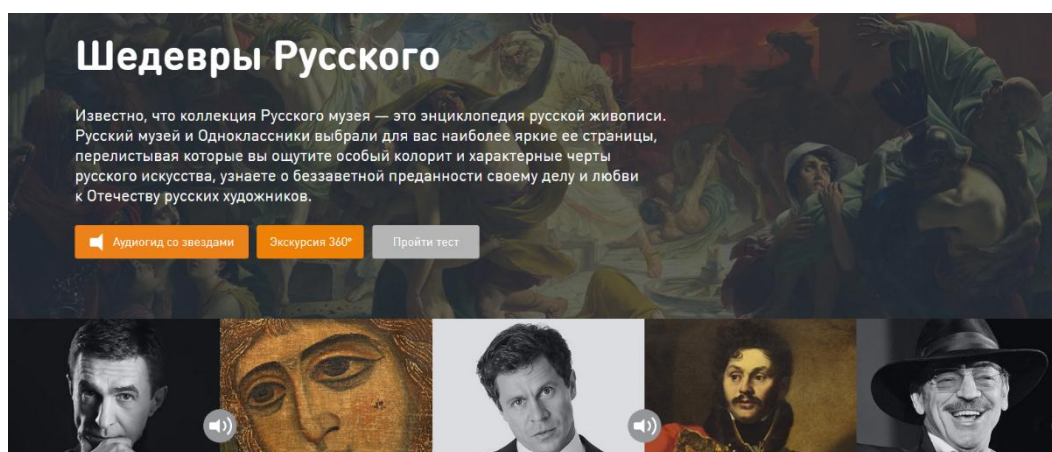 Шедевры Русского
Известно, что коллекция Русского музея — это энциклопедия русской живописи.
Русский музей и Одноклассники выбрали для вас наиболее яркие ее страницы,
перелистывая которые вы ощутите особый колорит и характерные черты
русского искусства, узнаете о беззаветной преданности своему делу и любви
к Отечеству русских художников.
Аудиогид со звездами
Экскурсия 360°
Пройти тест